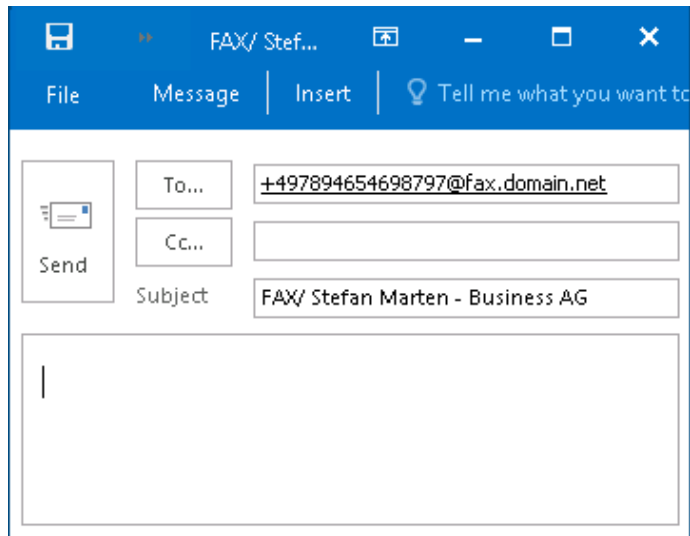 FAX/ Stef...
File Message Insert Tell me what you want to
To... +497894654698797@fax.domain.net
Cc...
Send
Subject FAX/ Stefan Marten - Business AG